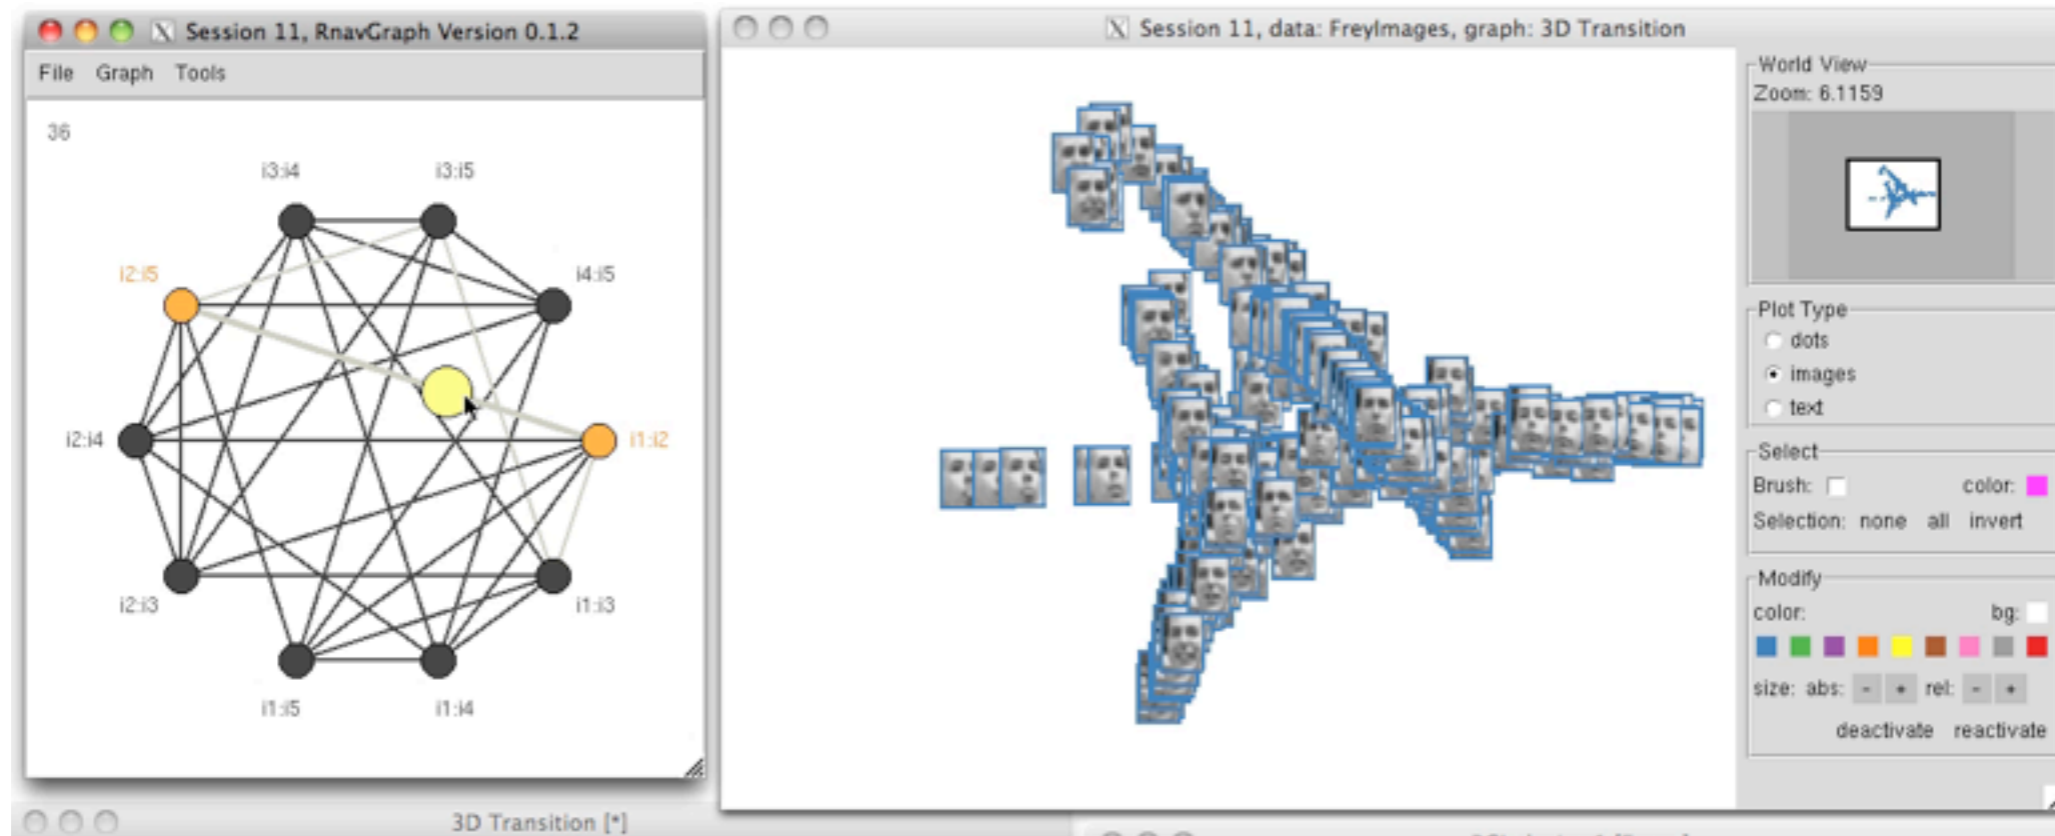 Session 11, RnavGraph Version 0.1.2
File Graph Tools
36
i3:i4 i3:i5
i2:i5 i4:i5
i2:i4 i1:i2
i2:i3 i1:i3
i1:i5 i1:i4
3D Transition [*]
Session 11, data: FreyImages, graph: 3D Transition
World View
Zoom: 6.1159
Plot Type
dots
images
text
Select
Brush: color:
Selection: none all invert
Modify
color: bg:
size: abs: - + rel: - +
deactivate reactivate